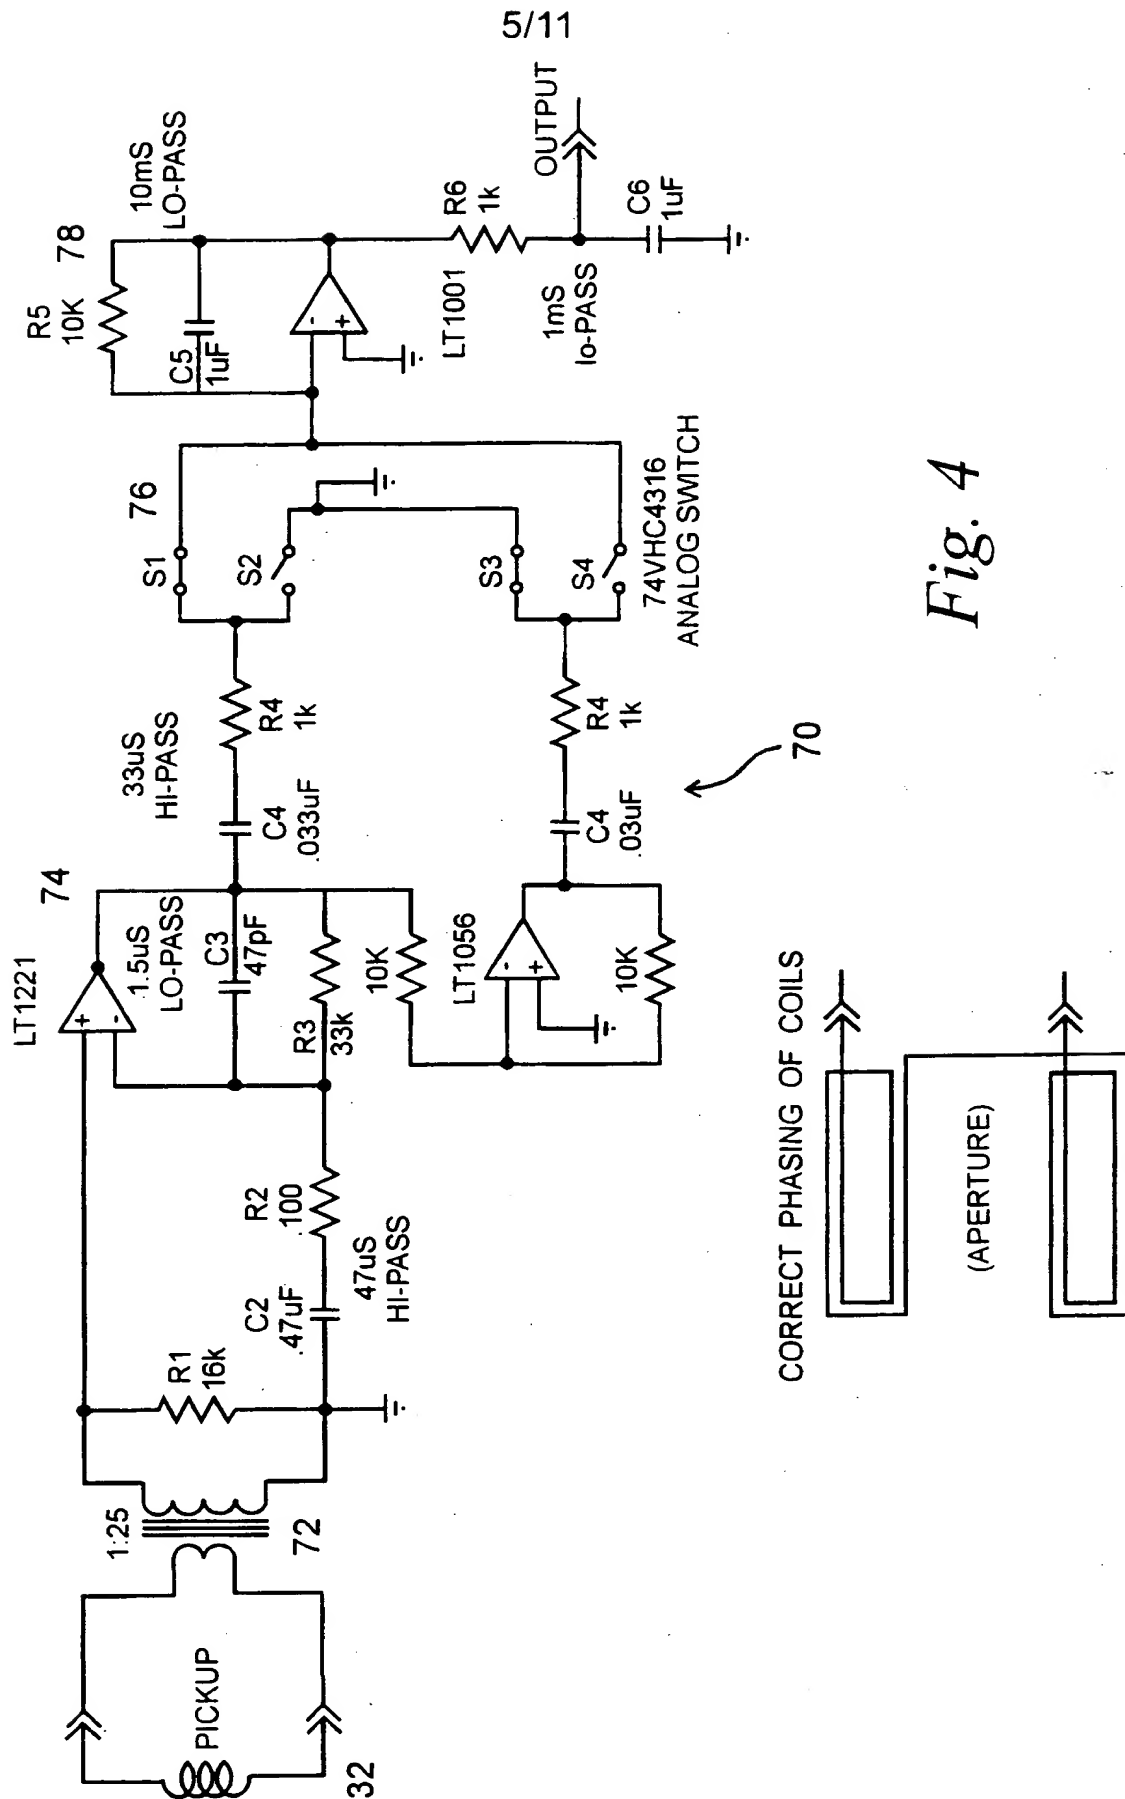 5/11
32
PICKUP
1:25
72
R1
16k
C2
.47uF
R2
.100
47uS
HI-PASS
LT1221
74
1.5uS
LO-PASS
C3
47pF
R3
33k
10K
LT1056
10K
33uS
HI-PASS
C4
.033uF
R4
1k
C4
.03uF
R4
1k
70
76
S1
S2
S3
S4
74VHC4316
ANALOG SWITCH
R5
10K
78
C5
1uF
10mS
LO-PASS
LT1001
R6
1k
1mS
lo-PASS
OUTPUT
C6
1uF
CORRECT PHASING OF COILS
(APERTURE)
Fig. 4